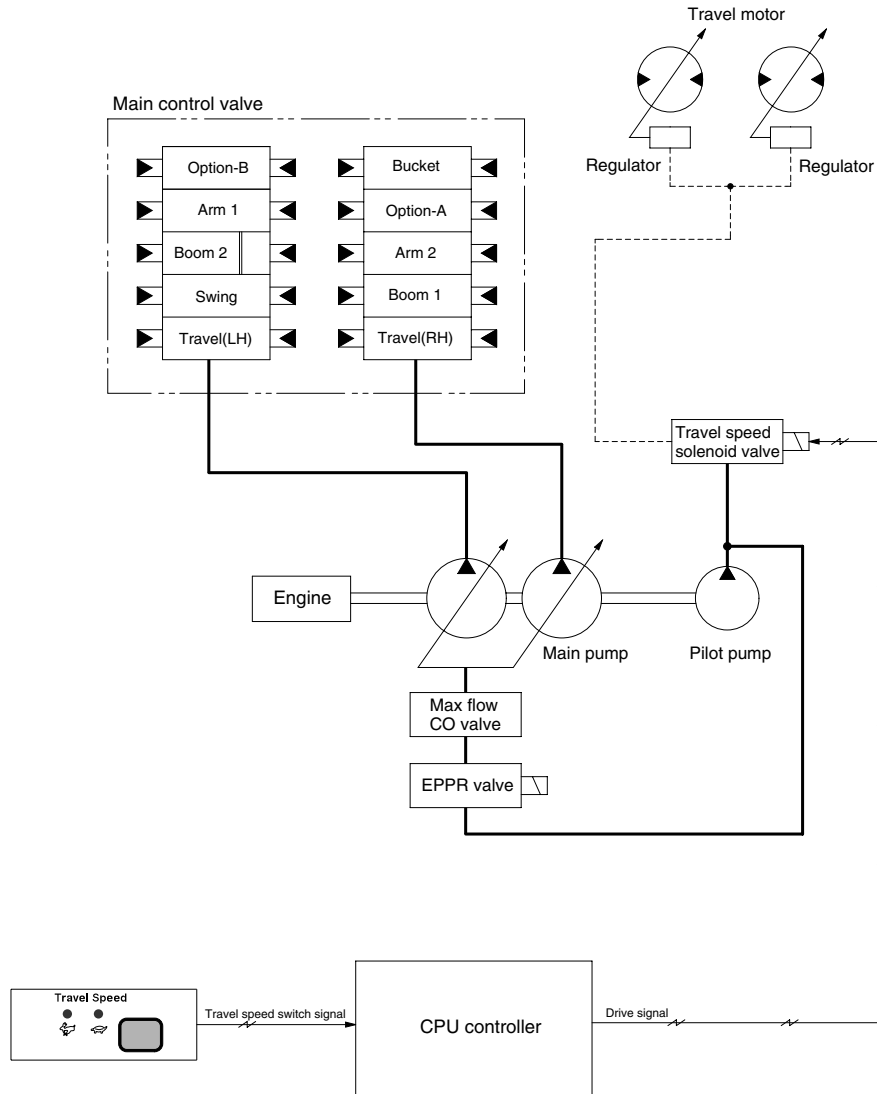 Travel motor
Main control valve
Regulator
Regulator
Option-B
Bucket
Arm 1
Option-A
Boom 2
Arm 2
Swing
Boom 1
Travel(LH)
Travel(RH)
Travel speed
solenoid valve
Engine
Main pump
Pilot pump
Max flow
CO valve
EPPR valve
Travel Speed
Travel speed switch signal
CPU controller
Drive signal